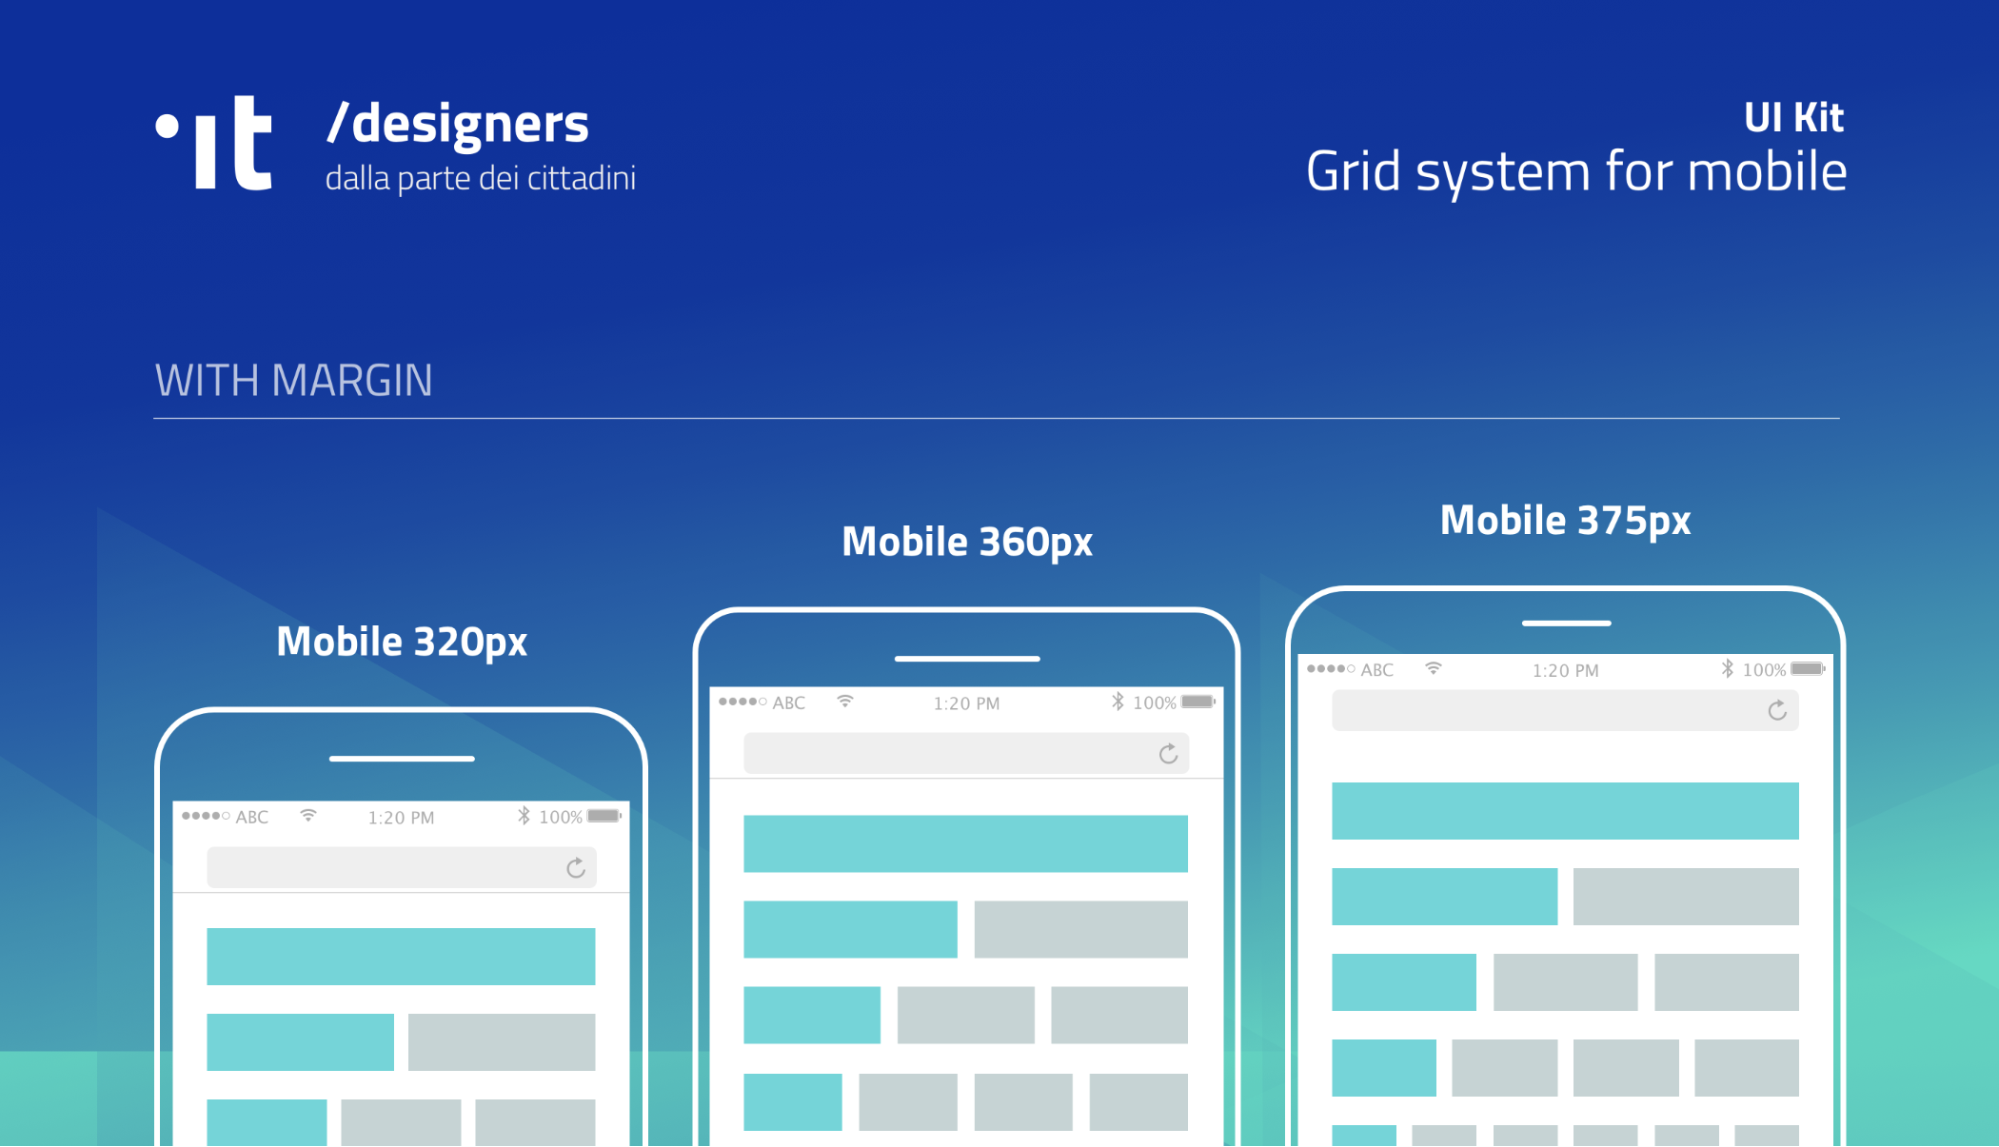 it
/designers
dalla parte dei cittadini
UI Kit
Grid system for mobile
WITH MARGIN
Mobile 320px
Mobile 360px
Mobile 375px
ABC 1:20 PM 100%
ABC 1:20 PM 100%
ABC 1:20 PM 100%